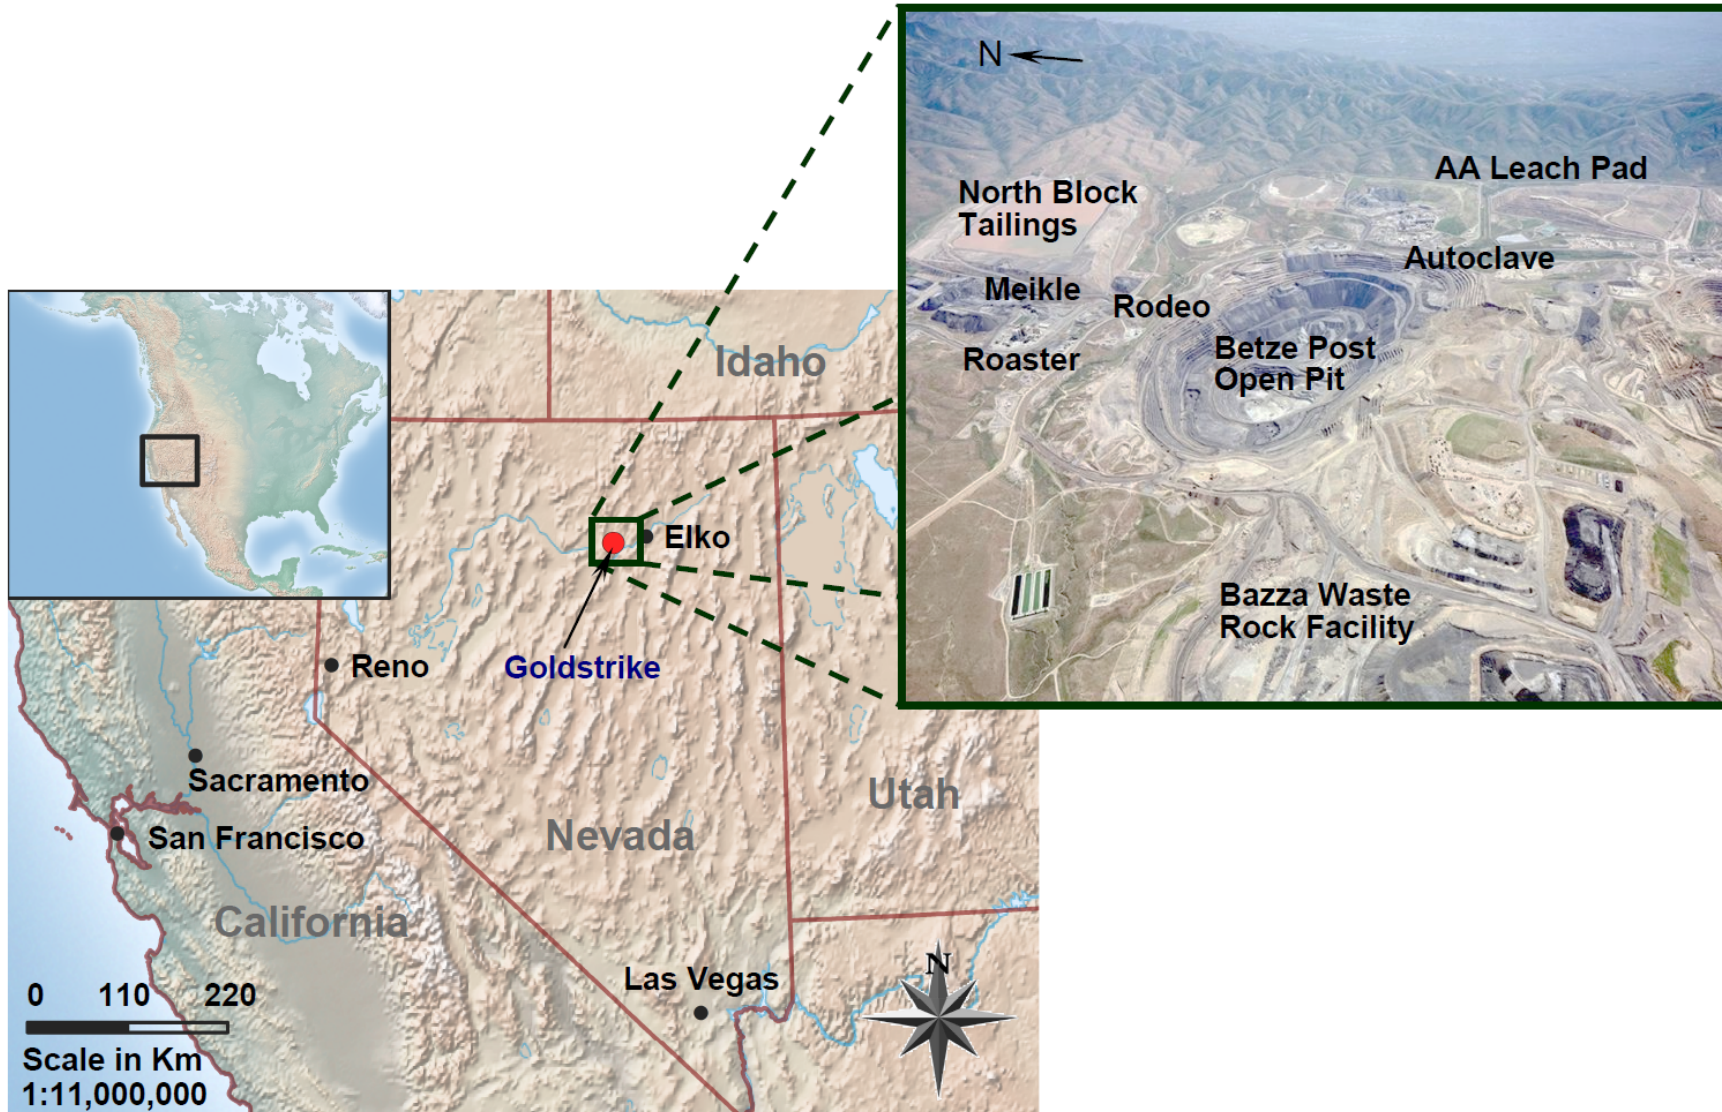 N
AA Leach Pad
North Block
Tailings
Autoclave
Meikle
Rodeo
Roaster
Betze Post
Open Pit
Bazza Waste
Rock Facility
Idaho
Elko
Goldstrike
Reno
Sacramento
San Francisco
Nevada
Utah
California
Las Vegas
N
0 110 220
Scale in Km
1:11,000,000